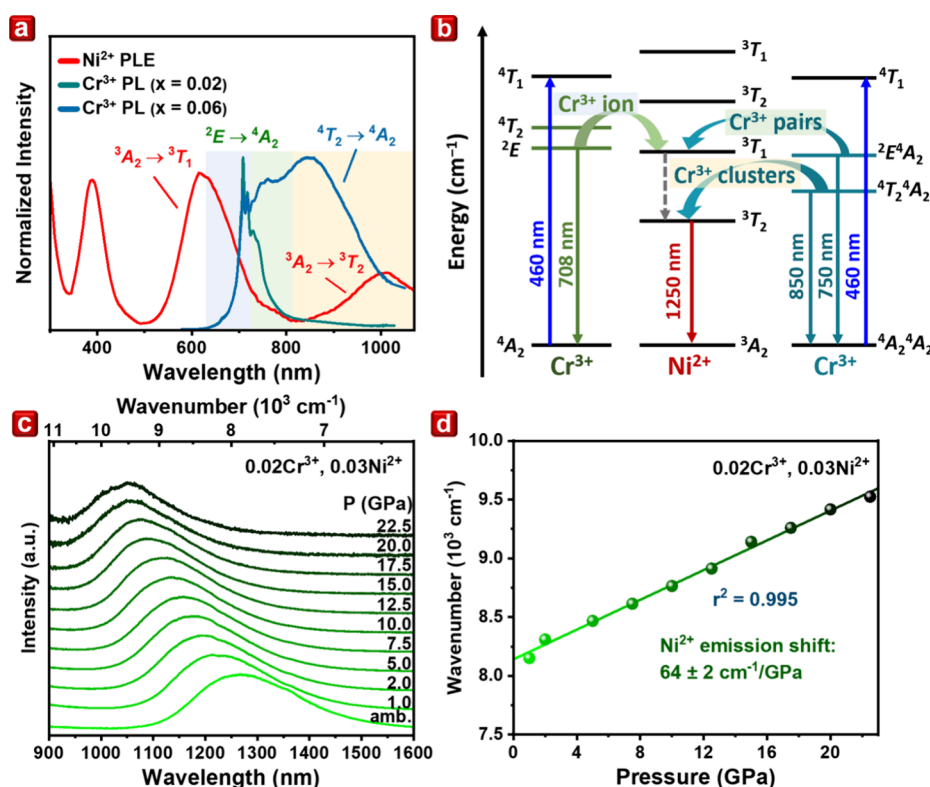 a
Ni²⁺ PLE
Cr³⁺ PL (x = 0.02)
Cr³⁺ PL (x = 0.06)
²E → ⁴A₂
⁴T₂ → ⁴A₂
³A₂ → ³T₁
³A₂ → ³T₂
Normalized Intensity
400 600 800 1000
Wavelength (nm)
b
Energy (cm⁻¹)
⁴T₁
⁴T₂
²E
⁴A₂
Cr³⁺ ion
460 nm
708 nm
Cr³⁺
³T₁
³T₂
³T₁
³T₂
³A₂
1250 nm
Ni²⁺
Cr³⁺ pairs
Cr³⁺ clusters
⁴T₁
²E⁴A₂
⁴T₂⁴A₂
⁴A₂⁴A₂
850 nm
750 nm
460 nm
Cr³⁺
c
Wavenumber (10³ cm⁻¹)
11 10 9 8 7
0.02Cr³⁺, 0.03Ni²⁺
P (GPa)
22.5
20.0
17.5
15.0
12.5
10.0
7.5
5.0
2.0
1.0
amb.
Intensity (a.u.)
900 1000 1100 1200 1300 1400 1500 1600
Wavelength (nm)
d
0.02Cr³⁺, 0.03Ni²⁺
r² = 0.995
Ni²⁺ emission shift:
64 ± 2 cm⁻¹/GPa
Wavenumber (10³ cm⁻¹)
10.0
9.5
9.0
8.5
8.0
7.5
0 4 8 12 16 20
Pressure (GPa)